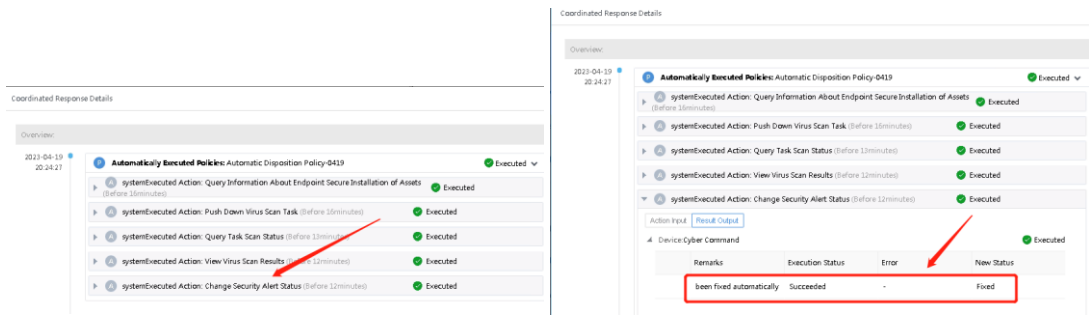 Coordinated Response Details
Overview:
2023-04-19
20:24:27
P Automatically Executed Policies: Automatic Disposition Policy-0419 Executed
A systemExecuted Action: Query Information About Endpoint Secure Installation of Assets Executed
(Before 16minutes)
A systemExecuted Action: Push Down Virus Scan Task (Before 16minutes) Executed
A systemExecuted Action: Query Task Scan Status (Before 13minutes) Executed
A systemExecuted Action: View Virus Scan Results (Before 12minutes) Executed
A systemExecuted Action: Change Security Alert Status (Before 12minutes) Executed
Coordinated Response Details
Overview:
2023-04-19
20:24:27
P Automatically Executed Policies: Automatic Disposition Policy-0419 Executed
A systemExecuted Action: Query Information About Endpoint Secure Installation of Assets Executed
(Before 16minutes)
A systemExecuted Action: Push Down Virus Scan Task (Before 16minutes) Executed
A systemExecuted Action: Query Task Scan Status (Before 13minutes) Executed
A systemExecuted Action: View Virus Scan Results (Before 12minutes) Executed
A systemExecuted Action: Change Security Alert Status (Before 12minutes) Executed
Action Input Result Output
Device:Cyber Command Executed
Remarks Execution Status Error New Status
been fixed automatically Succeeded - Fixed